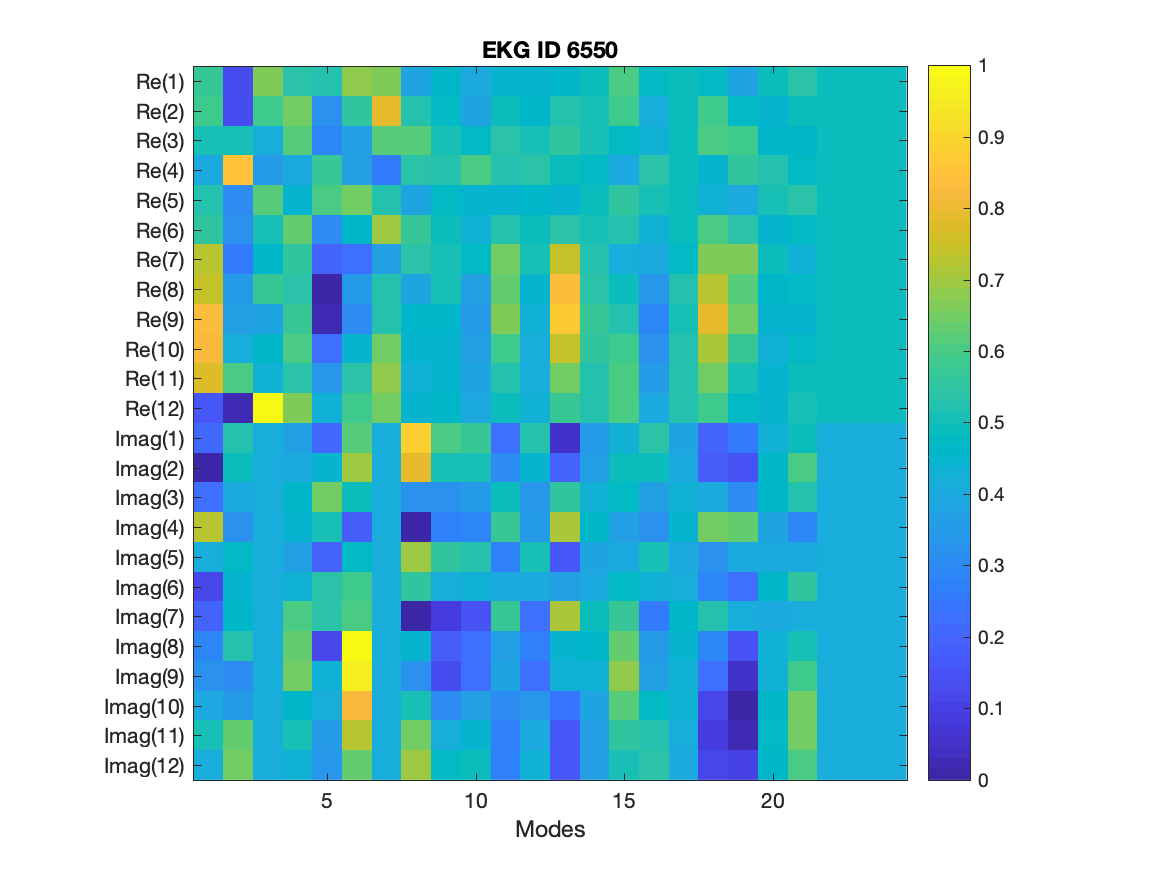 EKG ID 6550
Re(1)
Re(2)
Re(3)
Re(4)
Re(5)
Re(6)
Re(7)
Re(8)
Re(9)
Re(10)
Re(11)
Re(12)
Imag(1)
Imag(2)
Imag(3)
Imag(4)
Imag(5)
Imag(6)
Imag(7)
Imag(8)
Imag(9)
Imag(10)
Imag(11)
Imag(12)
5 10 15 20
Modes
1
0.9
0.8
0.7
0.6
0.5
0.4
0.3
0.2
0.1
0